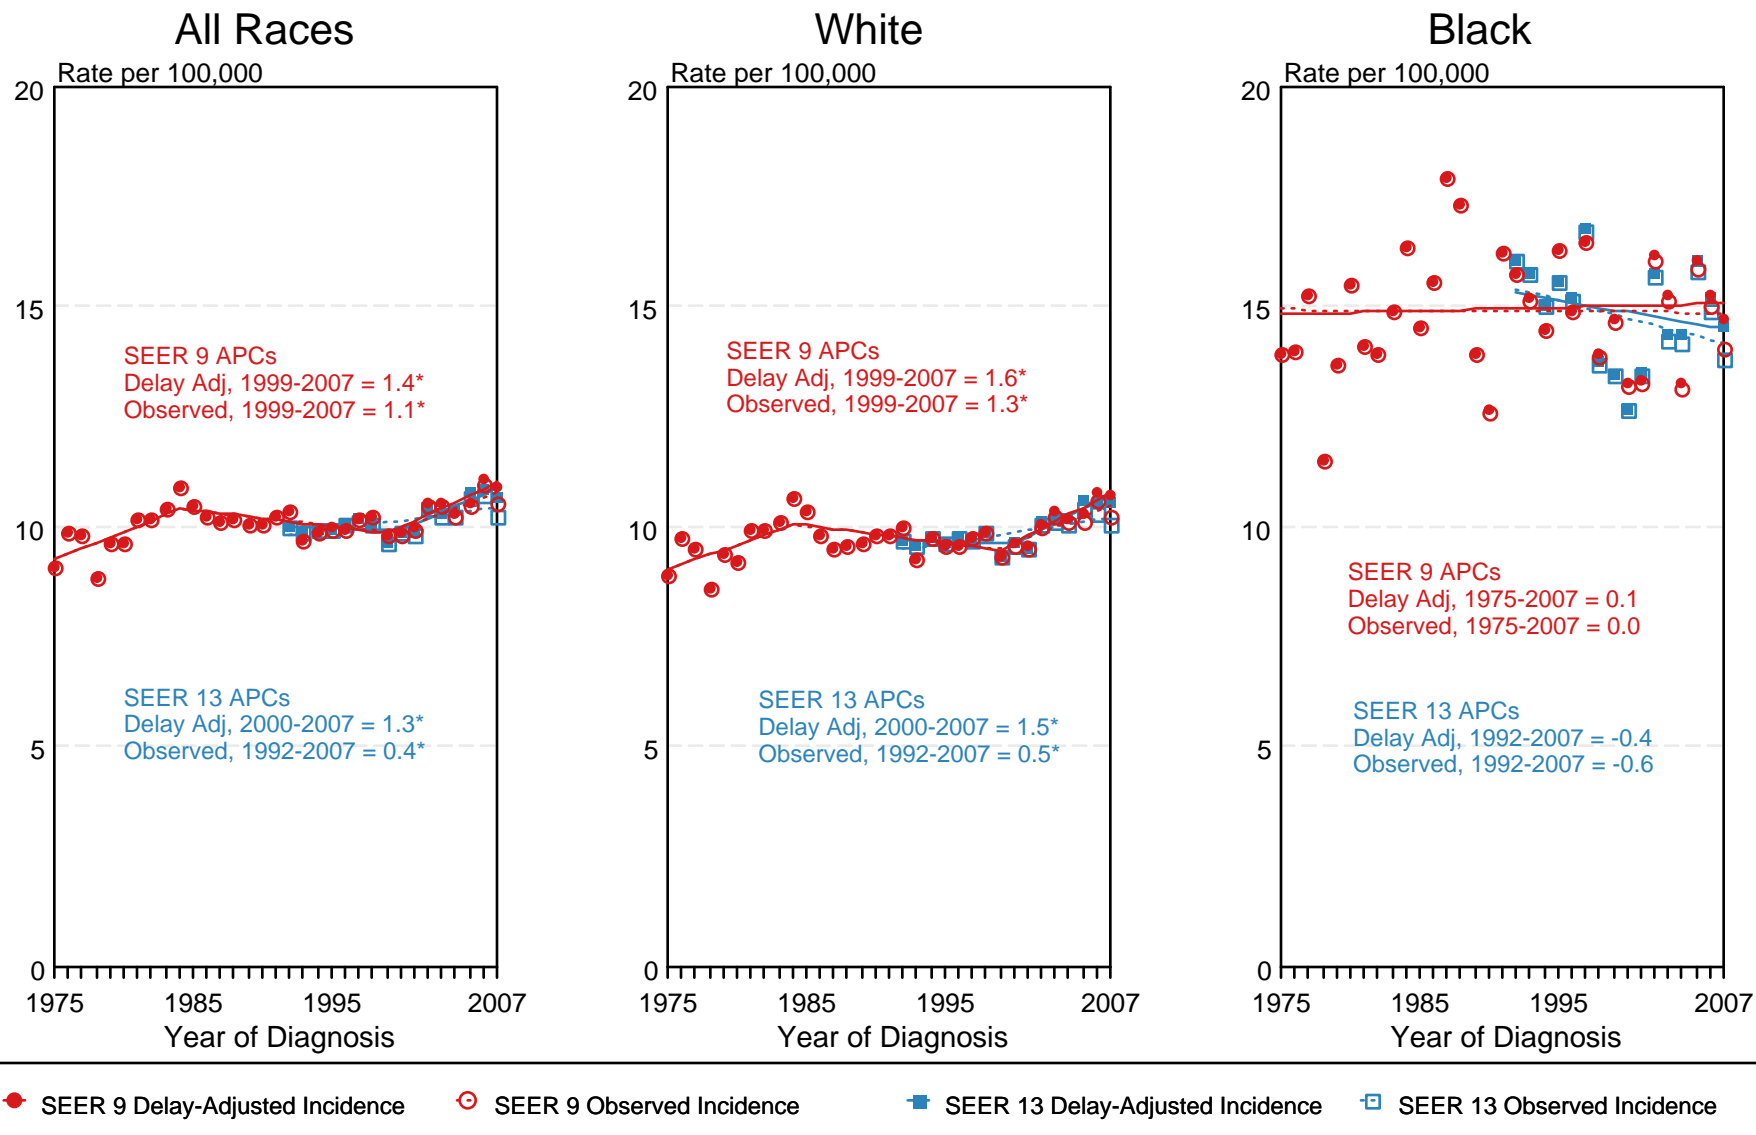 All Races
Rate per 100,000
20
15
10
5
0
SEER 9 APCs
Delay Adj, 1999-2007 = 1.4*
Observed, 1999-2007 = 1.1*
SEER 13 APCs
Delay Adj, 2000-2007 = 1.3*
Observed, 1992-2007 = 0.4*
1975 1985 1995 2007
Year of Diagnosis
White
Rate per 100,000
20
15
10
5
0
SEER 9 APCs
Delay Adj, 1999-2007 = 1.6*
Observed, 1999-2007 = 1.3*
SEER 13 APCs
Delay Adj, 2000-2007 = 1.5*
Observed, 1992-2007 = 0.5*
1975 1985 1995 2007
Year of Diagnosis
Black
Rate per 100,000
20
15
10
5
0
SEER 9 APCs
Delay Adj, 1975-2007 = 0.1
Observed, 1975-2007 = 0.0
SEER 13 APCs
Delay Adj, 1992-2007 = -0.4
Observed, 1992-2007 = -0.6
1975 1985 1995 2007
Year of Diagnosis
SEER 9 Delay-Adjusted Incidence SEER 9 Observed Incidence SEER 13 Delay-Adjusted Incidence SEER 13 Observed Incidence